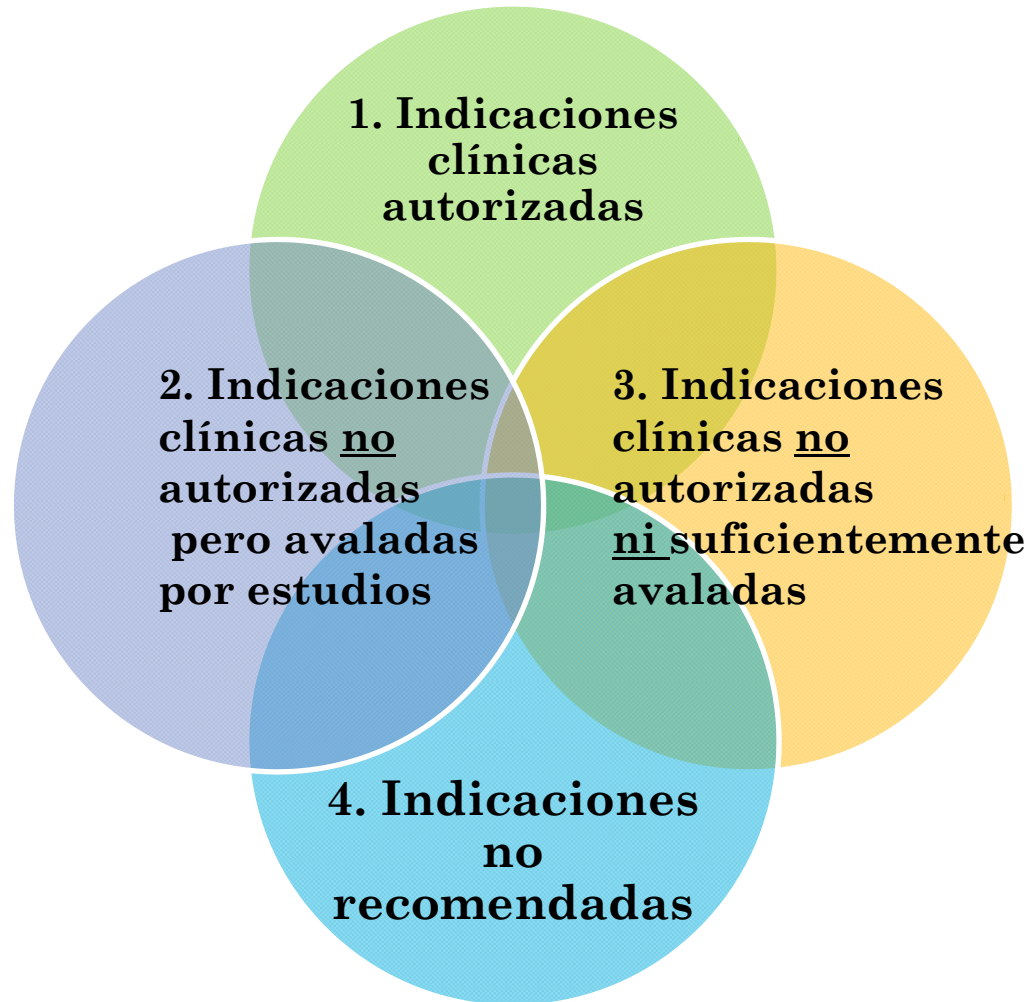 1. Indicaciones
clínicas
autorizadas
2. Indicaciones
clínicas no
autorizadas
pero avaladas
por estudios
3. Indicaciones
clínicas no
autorizadas
ni suficientemente
avaladas
4. Indicaciones
no
recomendadas